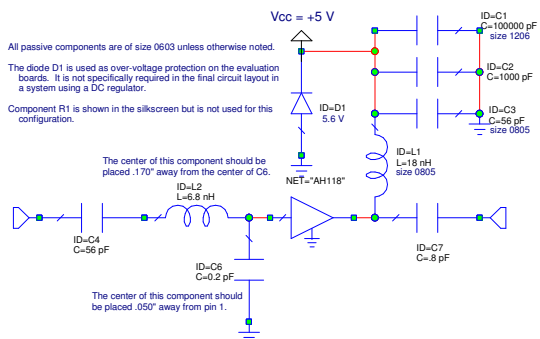 Vcc = +5 V
ID=C1
C=100000 pF
size 1206
All passive components are of size 0603 unless otherwise noted.
The diode D1 is used as over-voltage protection on the evaluation
boards. It is not specifically required in the final circuit layout in
a system using a DC regulator.
Component R1 is shown in the silkscreen but is not used for this
configuration.
ID=C2
C=1000 pF
ID=D1
5.6 V
ID=C3
C=56 pF
size 0805
ID=L1
L=18 nH
size 0805
The center of this component should be
placed .170" away from the center of C6.
NET="AH118"
ID=L2
L=6.8 nH
ID=C4
C=56 pF
ID=C7
C=.8 pF
ID=C6
C=0.2 pF
The center of this component should
be placed .050" away from pin 1.